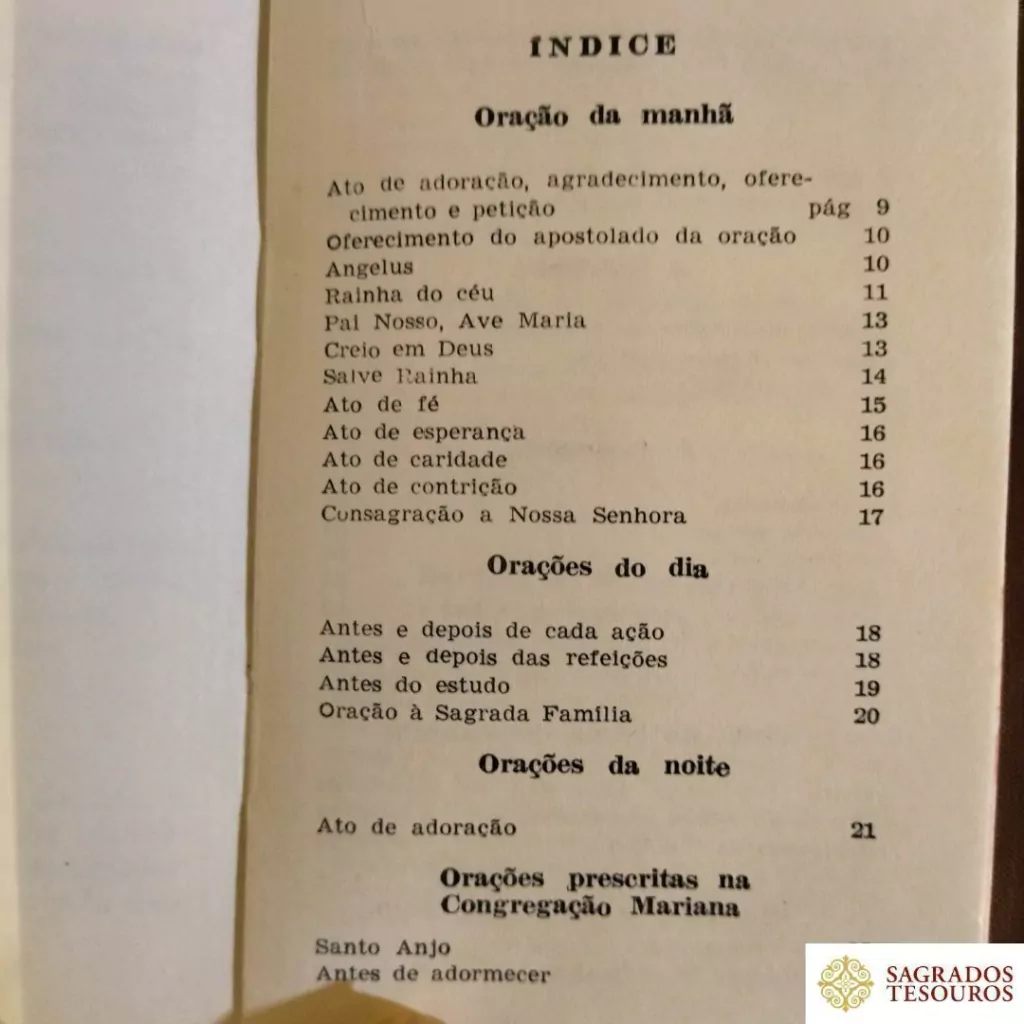 ÍNDICE
Oração da manhã
Ato de adoração, agradecimento, ofere-
cimento e petição pág 9
Oferecimento do apostolado da oração 10
Angelus 10
Rainha do céu 11
Pai Nosso, Ave Maria 13
Creio em Deus 13
Salve Rainha 14
Ato de fé 15
Ato de esperança 16
Ato de caridade 16
Ato de contrição 16
Consagração a Nossa Senhora 17
Orações do dia
Antes e depois de cada ação 18
Antes e depois das refeições 18
Antes do estudo 19
Oração à Sagrada Família 20
Orações da noite
Ato de adoração 21
Orações prescritas na
Congregação Mariana
Santo Anjo
Antes de adormecer
SAGRADOS
TESOUROS